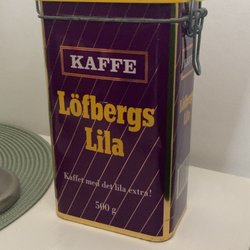 KAFFE
Löfbergs
Lila
Kaffet med det lila extra!
500 g